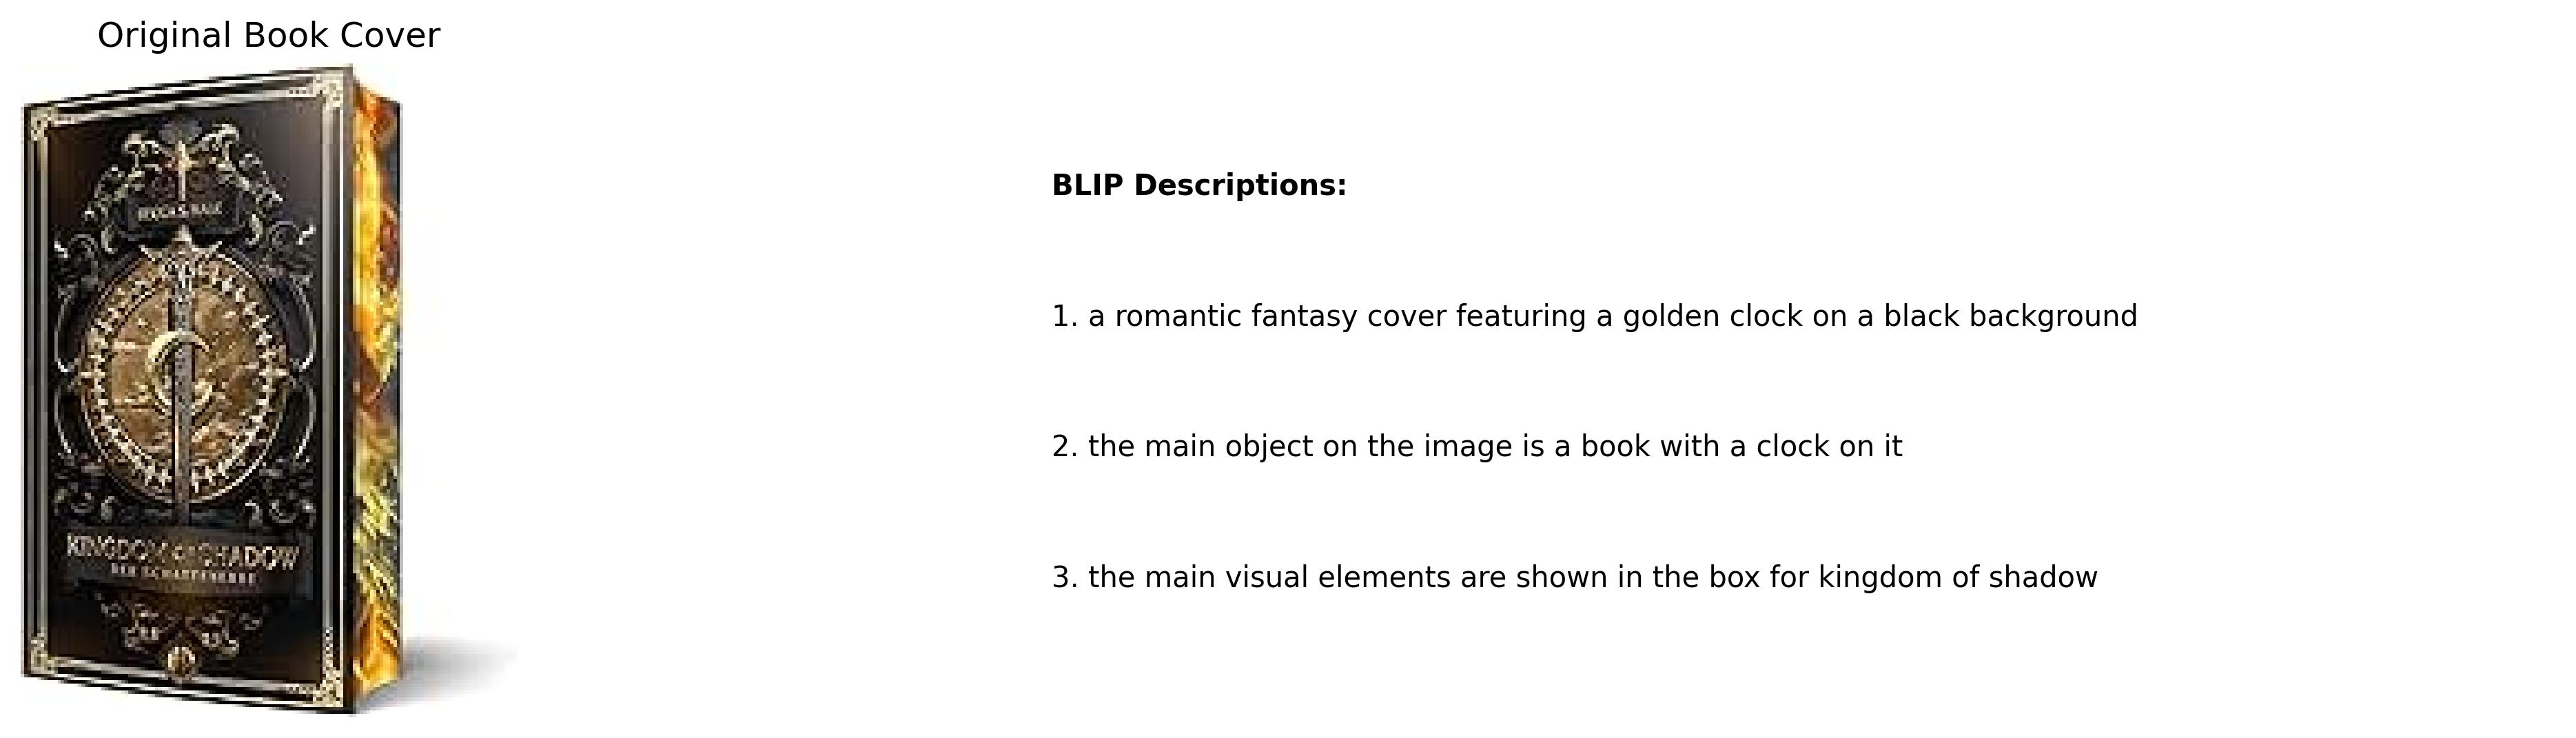 Original Book Cover
KINGDOM OF SHADOW
BLIP Descriptions:
1. a romantic fantasy cover featuring a golden clock on a black background
2. the main object on the image is a book with a clock on it
3. the main visual elements are shown in the box for kingdom of shadow